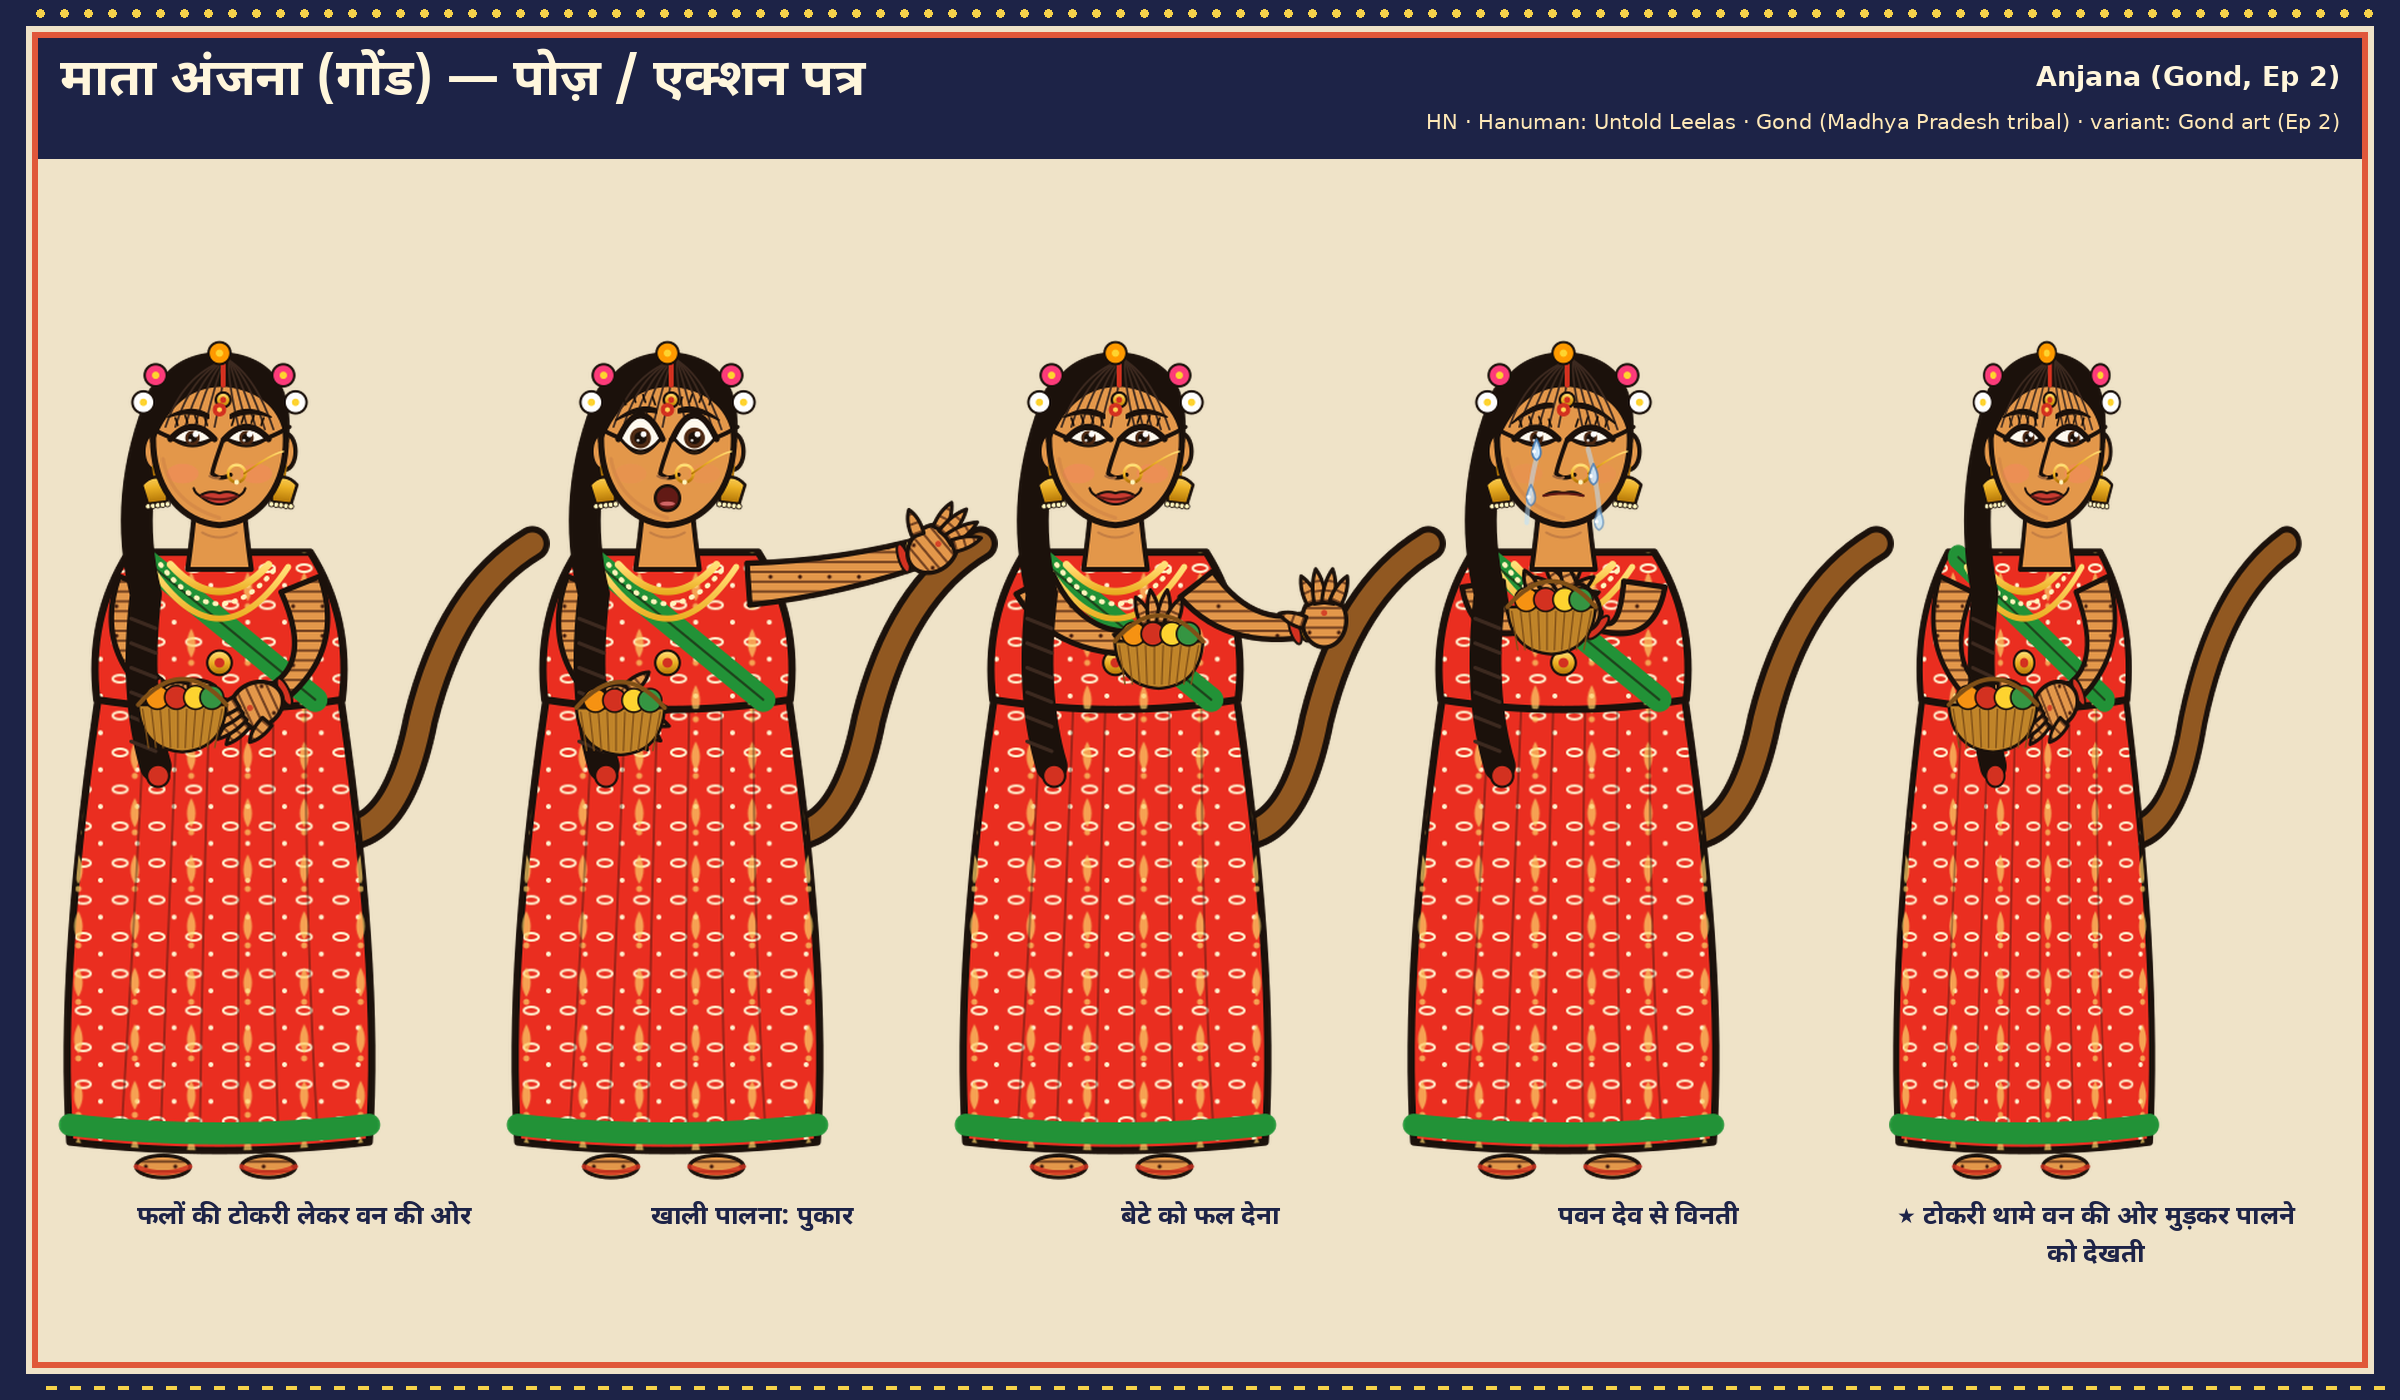 माता अंजना (गोंड) — पोज़ / एक्शन पत्र
Anjana (Gond, Ep 2)
HN · Hanuman: Untold Leelas · Gond (Madhya Pradesh tribal) · variant: Gond art (Ep 2)
फलों की टोकरी लेकर वन की ओर
खाली पालना: पुकार
बेटे को फल देना
पवन देव से विनती
★ टोकरी थामे वन की ओर मुड़कर पालने
को देखती